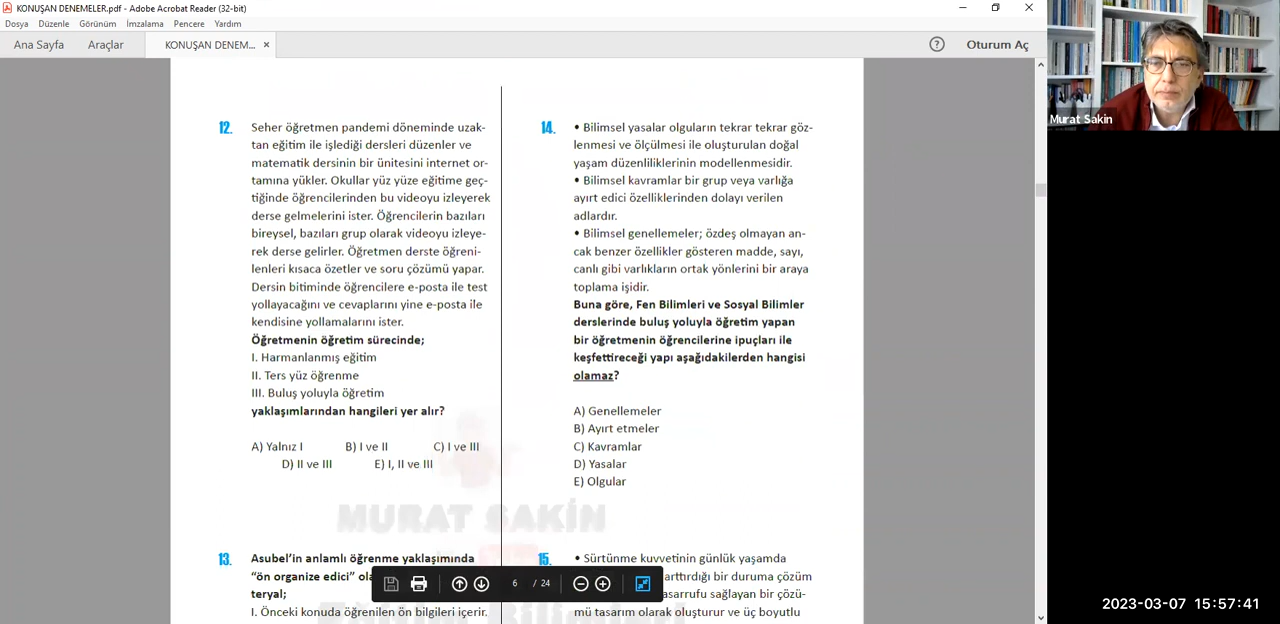 KONUŞAN DENEMELER.pdf - Adobe Acrobat Reader (32-bit)
Dosya Düzenle Görünüm İmzalama Pencere Yardım
Ana Sayfa Araçlar KONUŞAN DENEM... × ? Oturum Aç
Murat Sakin
12. Seher öğretmen pandemi döneminde uzak-
tan eğitim ile işlediği dersleri düzenler ve
matematik dersinin bir ünitesini internet or-
tamına yükler. Okullar yüz yüze eğitime geç-
tiğinde öğrencilerinden bu videoyu izleyerek
derse gelmelerini ister. Öğrencilerin bazıları
bireysel, bazıları grup olarak videoyu izleye-
rek derse gelirler. Öğretmen derste öğreni-
lenleri kısaca özetler ve soru çözümü yapar.
Dersin bitiminde öğrencilere e-posta ile test
yollayacağını ve cevaplarını yine e-posta ile
kendisine yollamalarını ister.
Öğretmenin öğretim sürecinde;
I. Harmanlanmış eğitim
II. Ters yüz öğrenme
III. Buluş yoluyla öğretim
yaklaşımlarından hangileri yer alır?
A) Yalnız I B) I ve II C) I ve III
D) II ve III E) I, II ve III
13. Asubel'in anlamlı öğrenme yaklaşımında
"ön organize edici"
teryal;
I. Önceki konuda öğrenilen ön bilgileri içerir.
14. • Bilimsel yasalar olguların tekrar tekrar göz-
lenmesi ve ölçülmesi ile oluşturulan doğal
yaşam düzenliliklerinin modellenmesidir.
• Bilimsel kavramlar bir grup veya varlığa
ayırt edici özelliklerinden dolayı verilen
adlardır.
• Bilimsel genellemeler; özdeş olmayan an-
cak benzer özellikler gösteren madde, sayı,
canlı gibi varlıkların ortak yönlerini bir araya
toplama işidir.
Buna göre, Fen Bilimleri ve Sosyal Bilimler
derslerinde buluş yoluyla öğretim yapan
bir öğretmenin öğrencilerine ipuçları ile
keşfettireceği yapı aşağıdakilerden hangisi
olamaz?
A) Genellemeler
B) Ayırt etmeler
C) Kavramlar
D) Yasalar
E) Olgular
15. • Sürtünme kuvvetinin günlük yaşamda
arttırdığı bir duruma çözüm
asarrufu sağlayan bir çözü-
mü tasarım olarak oluşturur ve üç boyutlu
MURAT SAKİN
Eğitim Bilimleri
6 / 24
2023-03-07 15:57:41